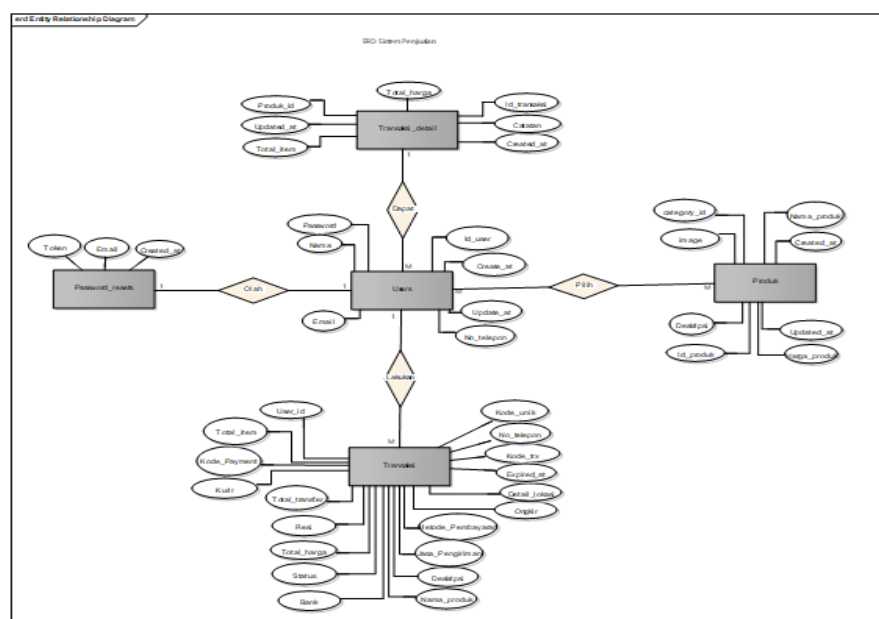 erd Entity Relationship Diagram
ERD Sistem Penjualan
Total_harga
Produk_id
Id_transaksi
Updated_at
Transaksi_detail
Catatan
Total_item
Created_at
1
Dapat
Password
Nama
Id_user
category_id
Nama_produk
Token
Email
Created_at
Create_at
image
Created_at
M
Password_resets
1
Olah
1
Users
M
Pilih
M
Produk
Email
1
Update_at
No_telepon
Deskripsi
Updated_at
Id_produk
Harga_produk
Lakukan
User_id
Kode_unik
Total_item
M
No_telepon
Kode_Payment
Transaksi
Kode_trx
Kurir
Expired_at
Total_transfer
Detail_lokasi
Resi
Ongkir
Metode_Pembayaran
Total_harga
Jasa_Pengiriman
Status
Deskripsi
Bank
Nama_produk